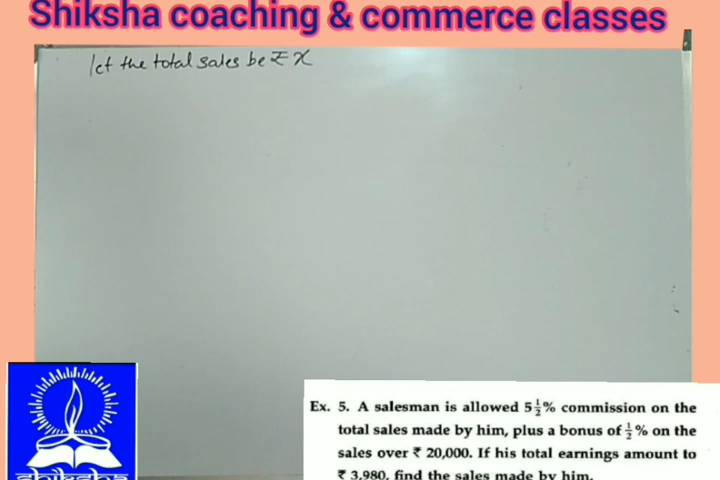 Shiksha coaching & commerce classes
let the total sales be ₹ x
Ex. 5. A salesman is allowed 5½% commission on the
total sales made by him, plus a bonus of ½% on the
sales over ₹ 20,000. If his total earnings amount to
₹ 3,980, find the sales made by him.
shiksha